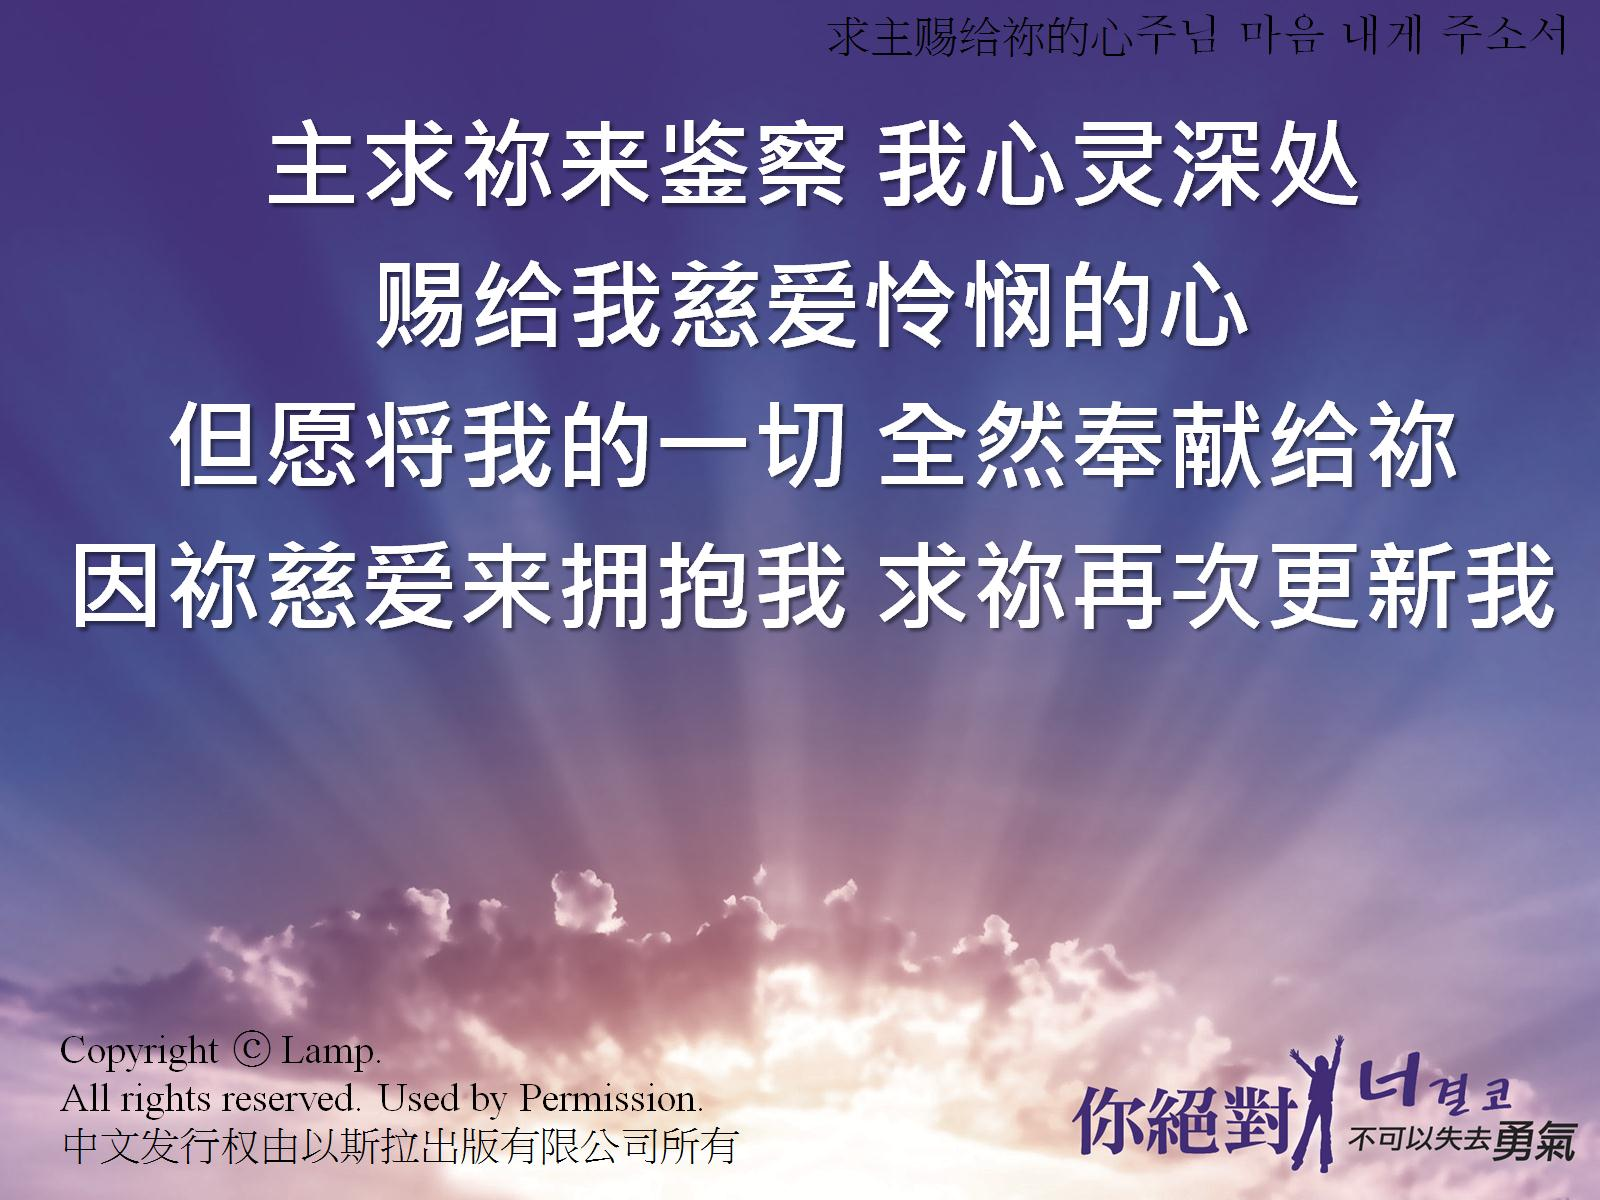 求主赐给祢的心주님 마음 내게 주소서
主求祢来鉴察 我心灵深处
赐给我慈爱怜悯的心
但愿将我的一切 全然奉献给祢
因祢慈爱来拥抱我 求祢再次更新我
Copyright ⓒ Lamp.
All rights reserved. Used by Permission.
中文发行权由以斯拉出版有限公司所有
你絕對 너 결코
不可以失去勇氣